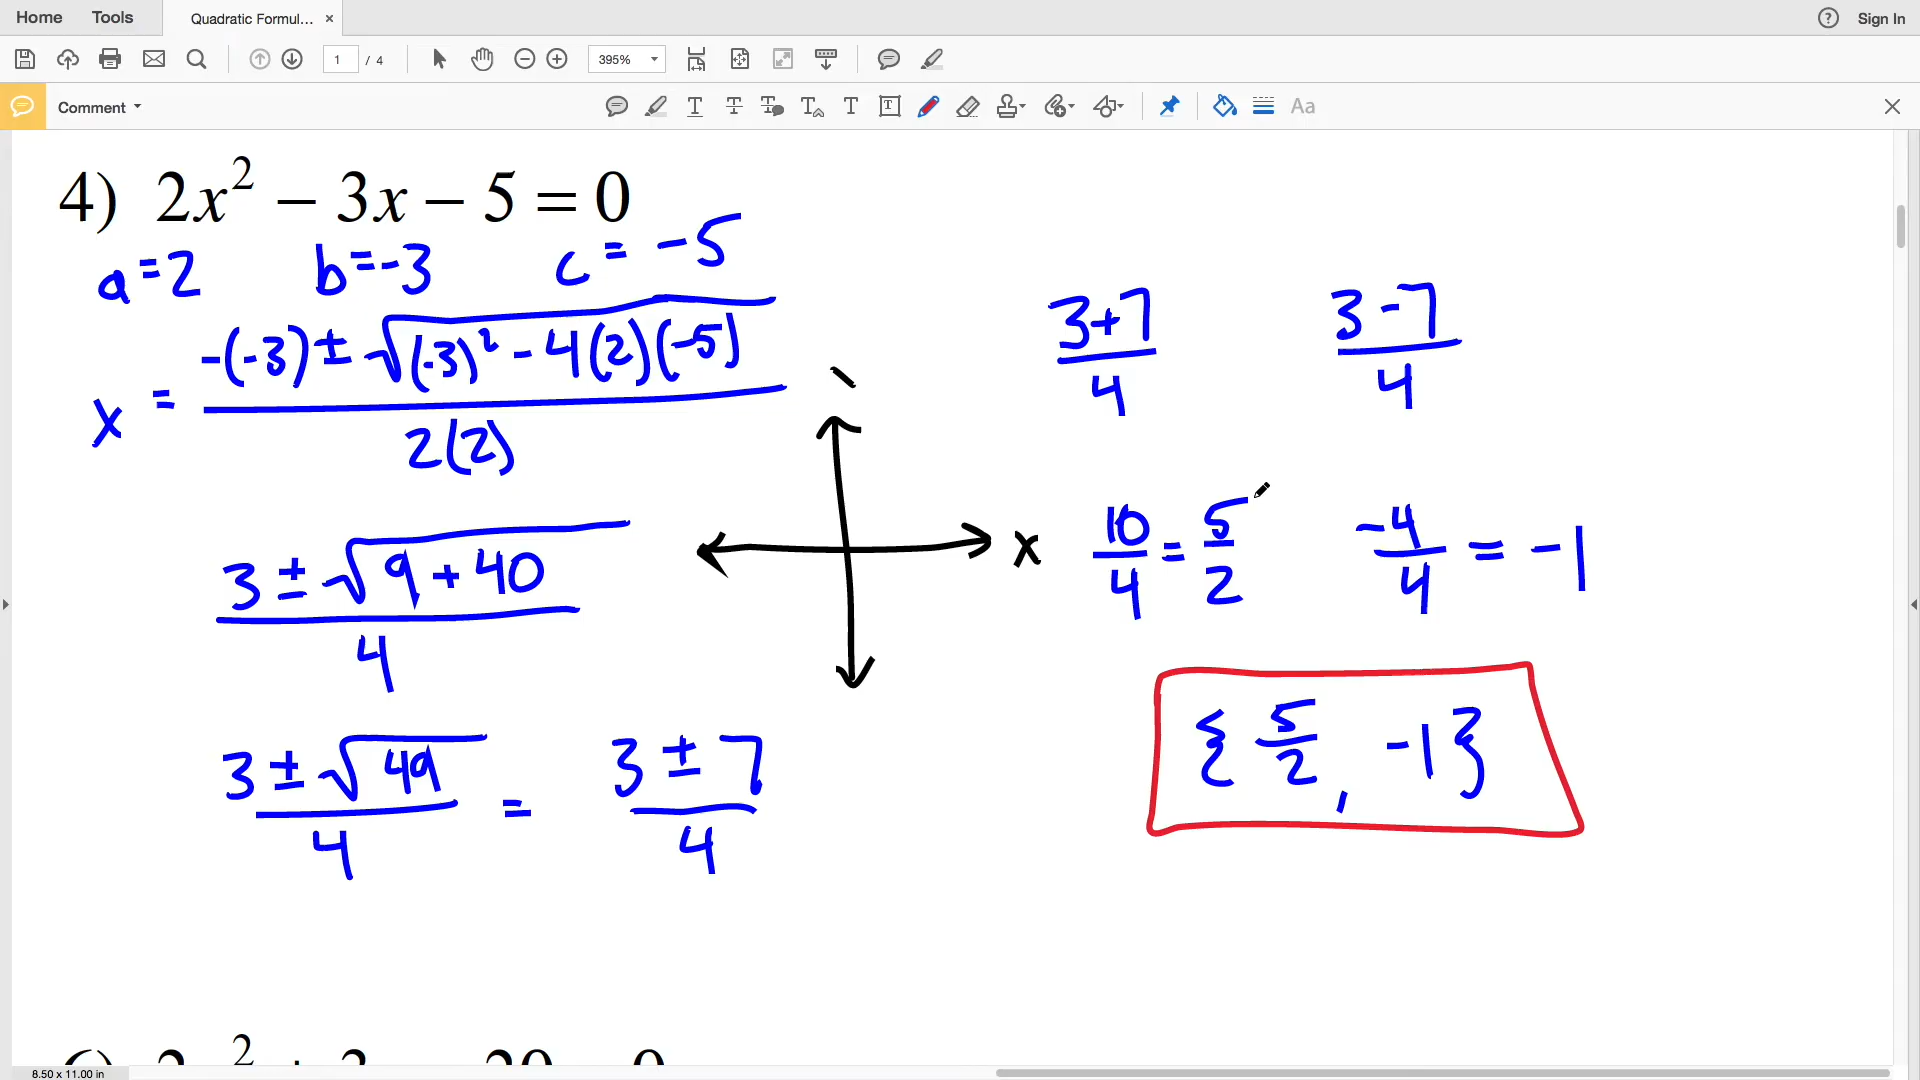 Home Tools Quadratic Formul... × Sign In
1 / 4 395%
Comment Aa
4) 2x² − 3x − 5 = 0
a = 2 b = -3 c = -5
x = -(-3) ± √(-3)² - 4(2)(-5) / 2(2)
3 + 7 / 4 3 - 7 / 4
x
10/4 = 5/2 -4/4 = -1
3 ± √9 + 40 / 4
3 ± √49 / 4 = 3 ± 7 / 4
{ 5/2 , -1 }
8.50 x 11.00 in